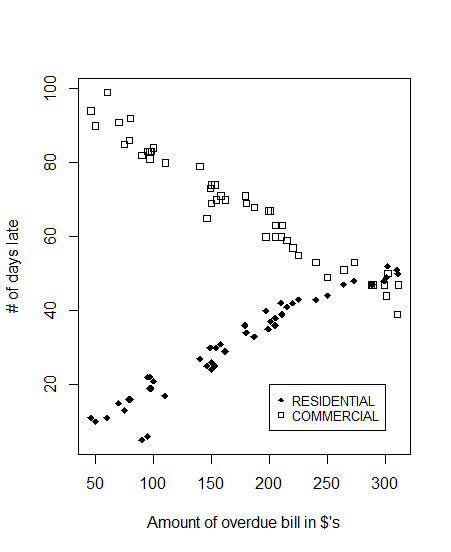 # of days late
100
80
60
40
20
RESIDENTIAL
COMMERCIAL
50 100 150 200 250 300
Amount of overdue bill in $'s